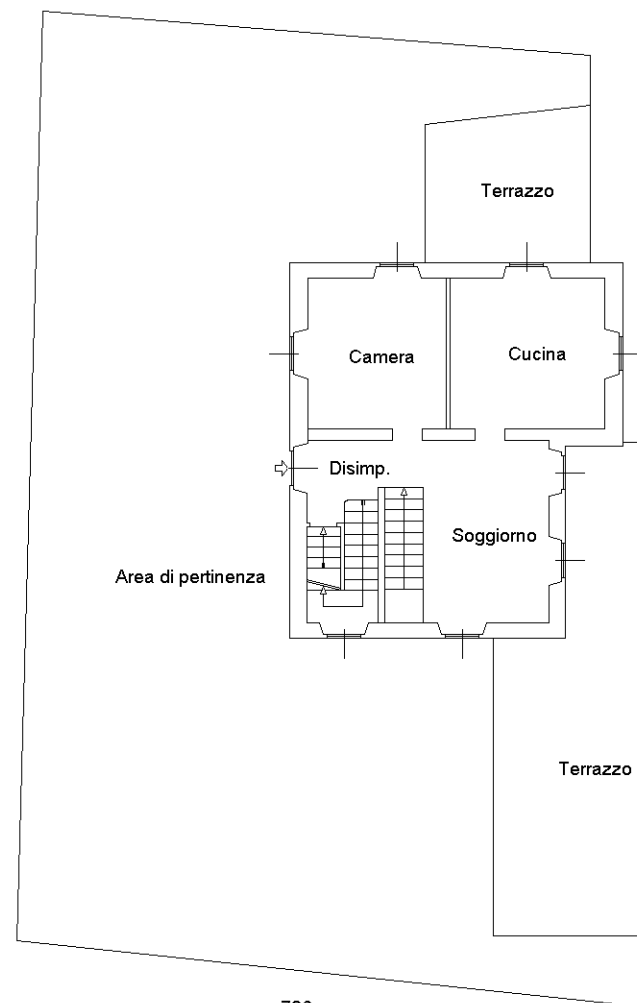 Terrazzo
Camera
Cucina
Disimp.
Soggiorno
Area di pertinenza
Terrazzo